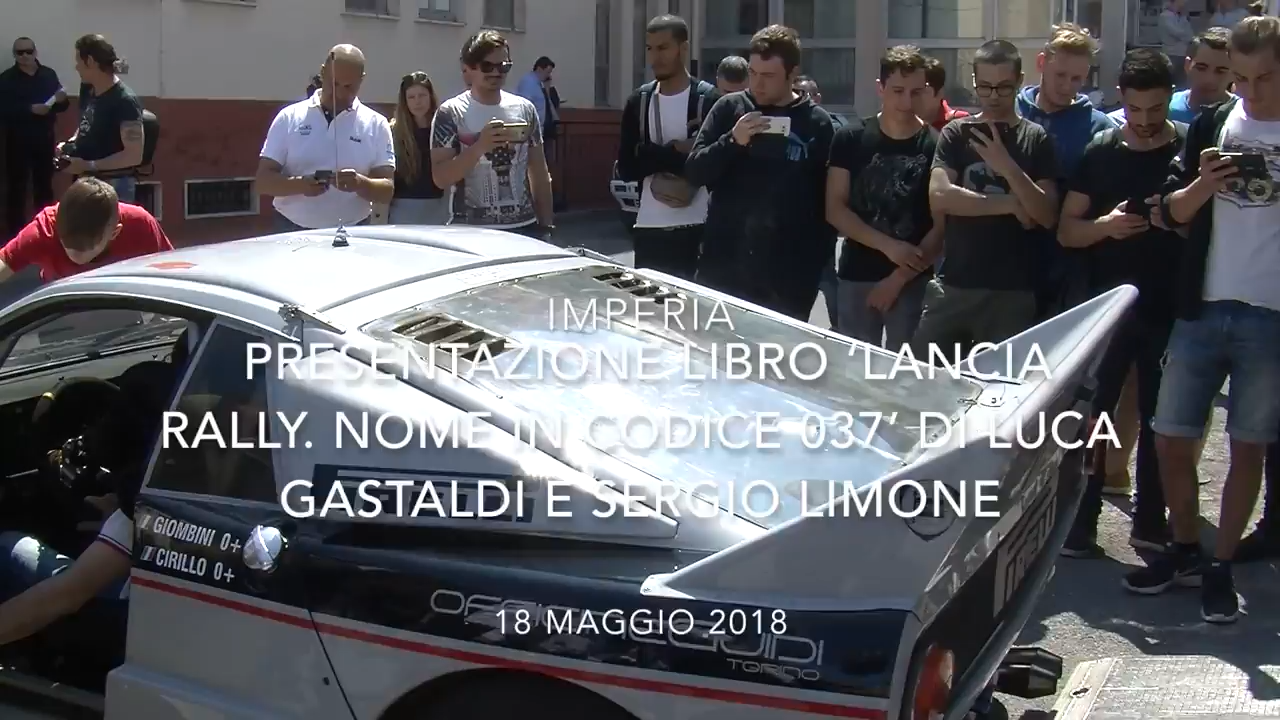 IMPERIA
PRESENTAZIONE LIBRO ‘LANCIA
RALLY. NOME IN CODICE 037’ DI LUCA
GASTALDI E SERGIO LIMONE
GIOMBINI 0+
CIRILLO 0+
18 MAGGIO 2018
TORINO
PIRELLI